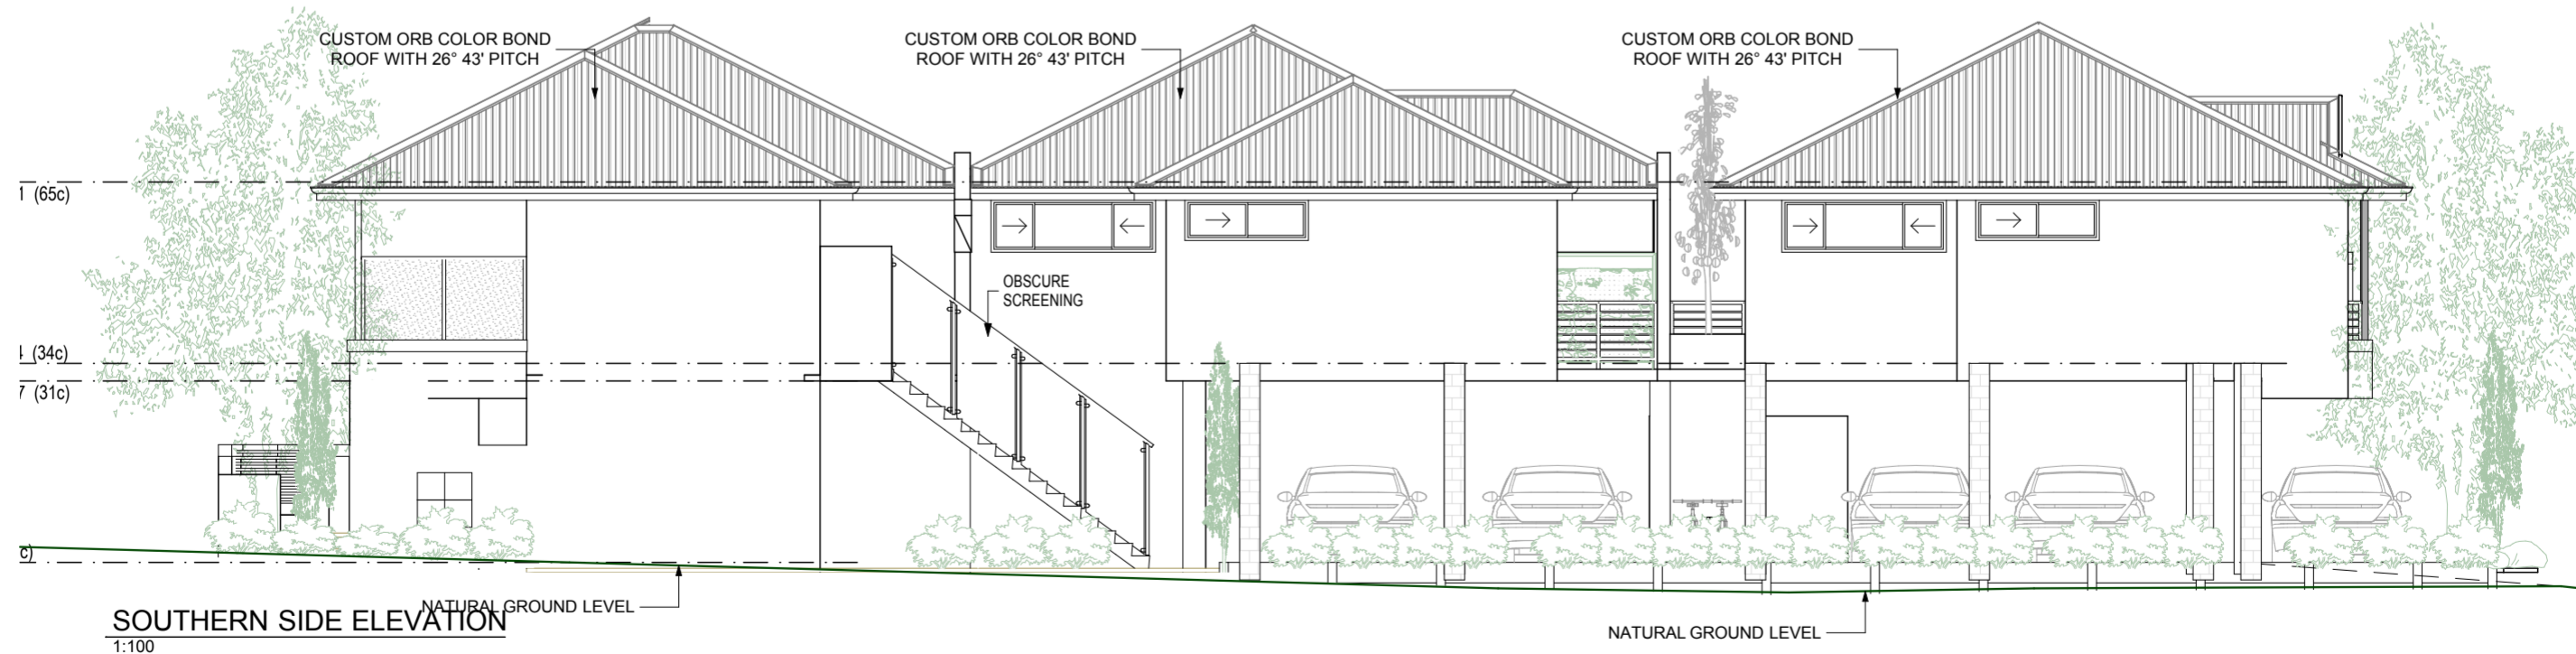 CUSTOM ORB COLOR BOND
ROOF WITH 26° 43' PITCH
CUSTOM ORB COLOR BOND
ROOF WITH 26° 43' PITCH
CUSTOM ORB COLOR BOND
ROOF WITH 26° 43' PITCH
1 (65c)
OBSCURE
SCREENING
(34c)
7 (31c)
c)
NATURAL GROUND LEVEL
SOUTHERN SIDE ELEVATION
1:100
NATURAL GROUND LEVEL